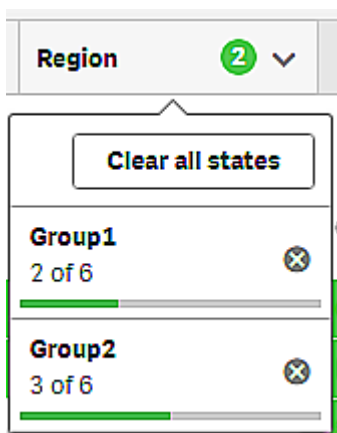 Region 2
Clear all states
Group1
2 of 6
Group2
3 of 6